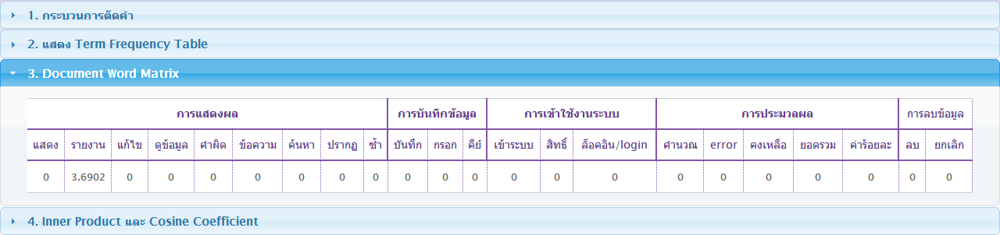 1. กระบวนการตัดคำ
2. แสดง Term Frequency Table
3. Document Word Matrix
การแสดงผล การบันทึกข้อมูล การเข้าใช้งานระบบ การประมวลผล การลบข้อมูล
แสดง รายงาน แก้ไข ดูข้อมูล คำผิด ข้อความ ค้นหา ปรากฏ ซ้ำ บันทึก กรอก คีย์ เข้าระบบ สิทธิ์ ล็อคอิน/login คำนวณ error คงเหลือ ยอดรวม ค่าร้อยละ ลบ ยกเลิก
0 3.6902 0 0 0 0 0 0 0 0 0 0 0 0 0 0 0 0 0 0 0 0
4. Inner Product และ Cosine Coefficient